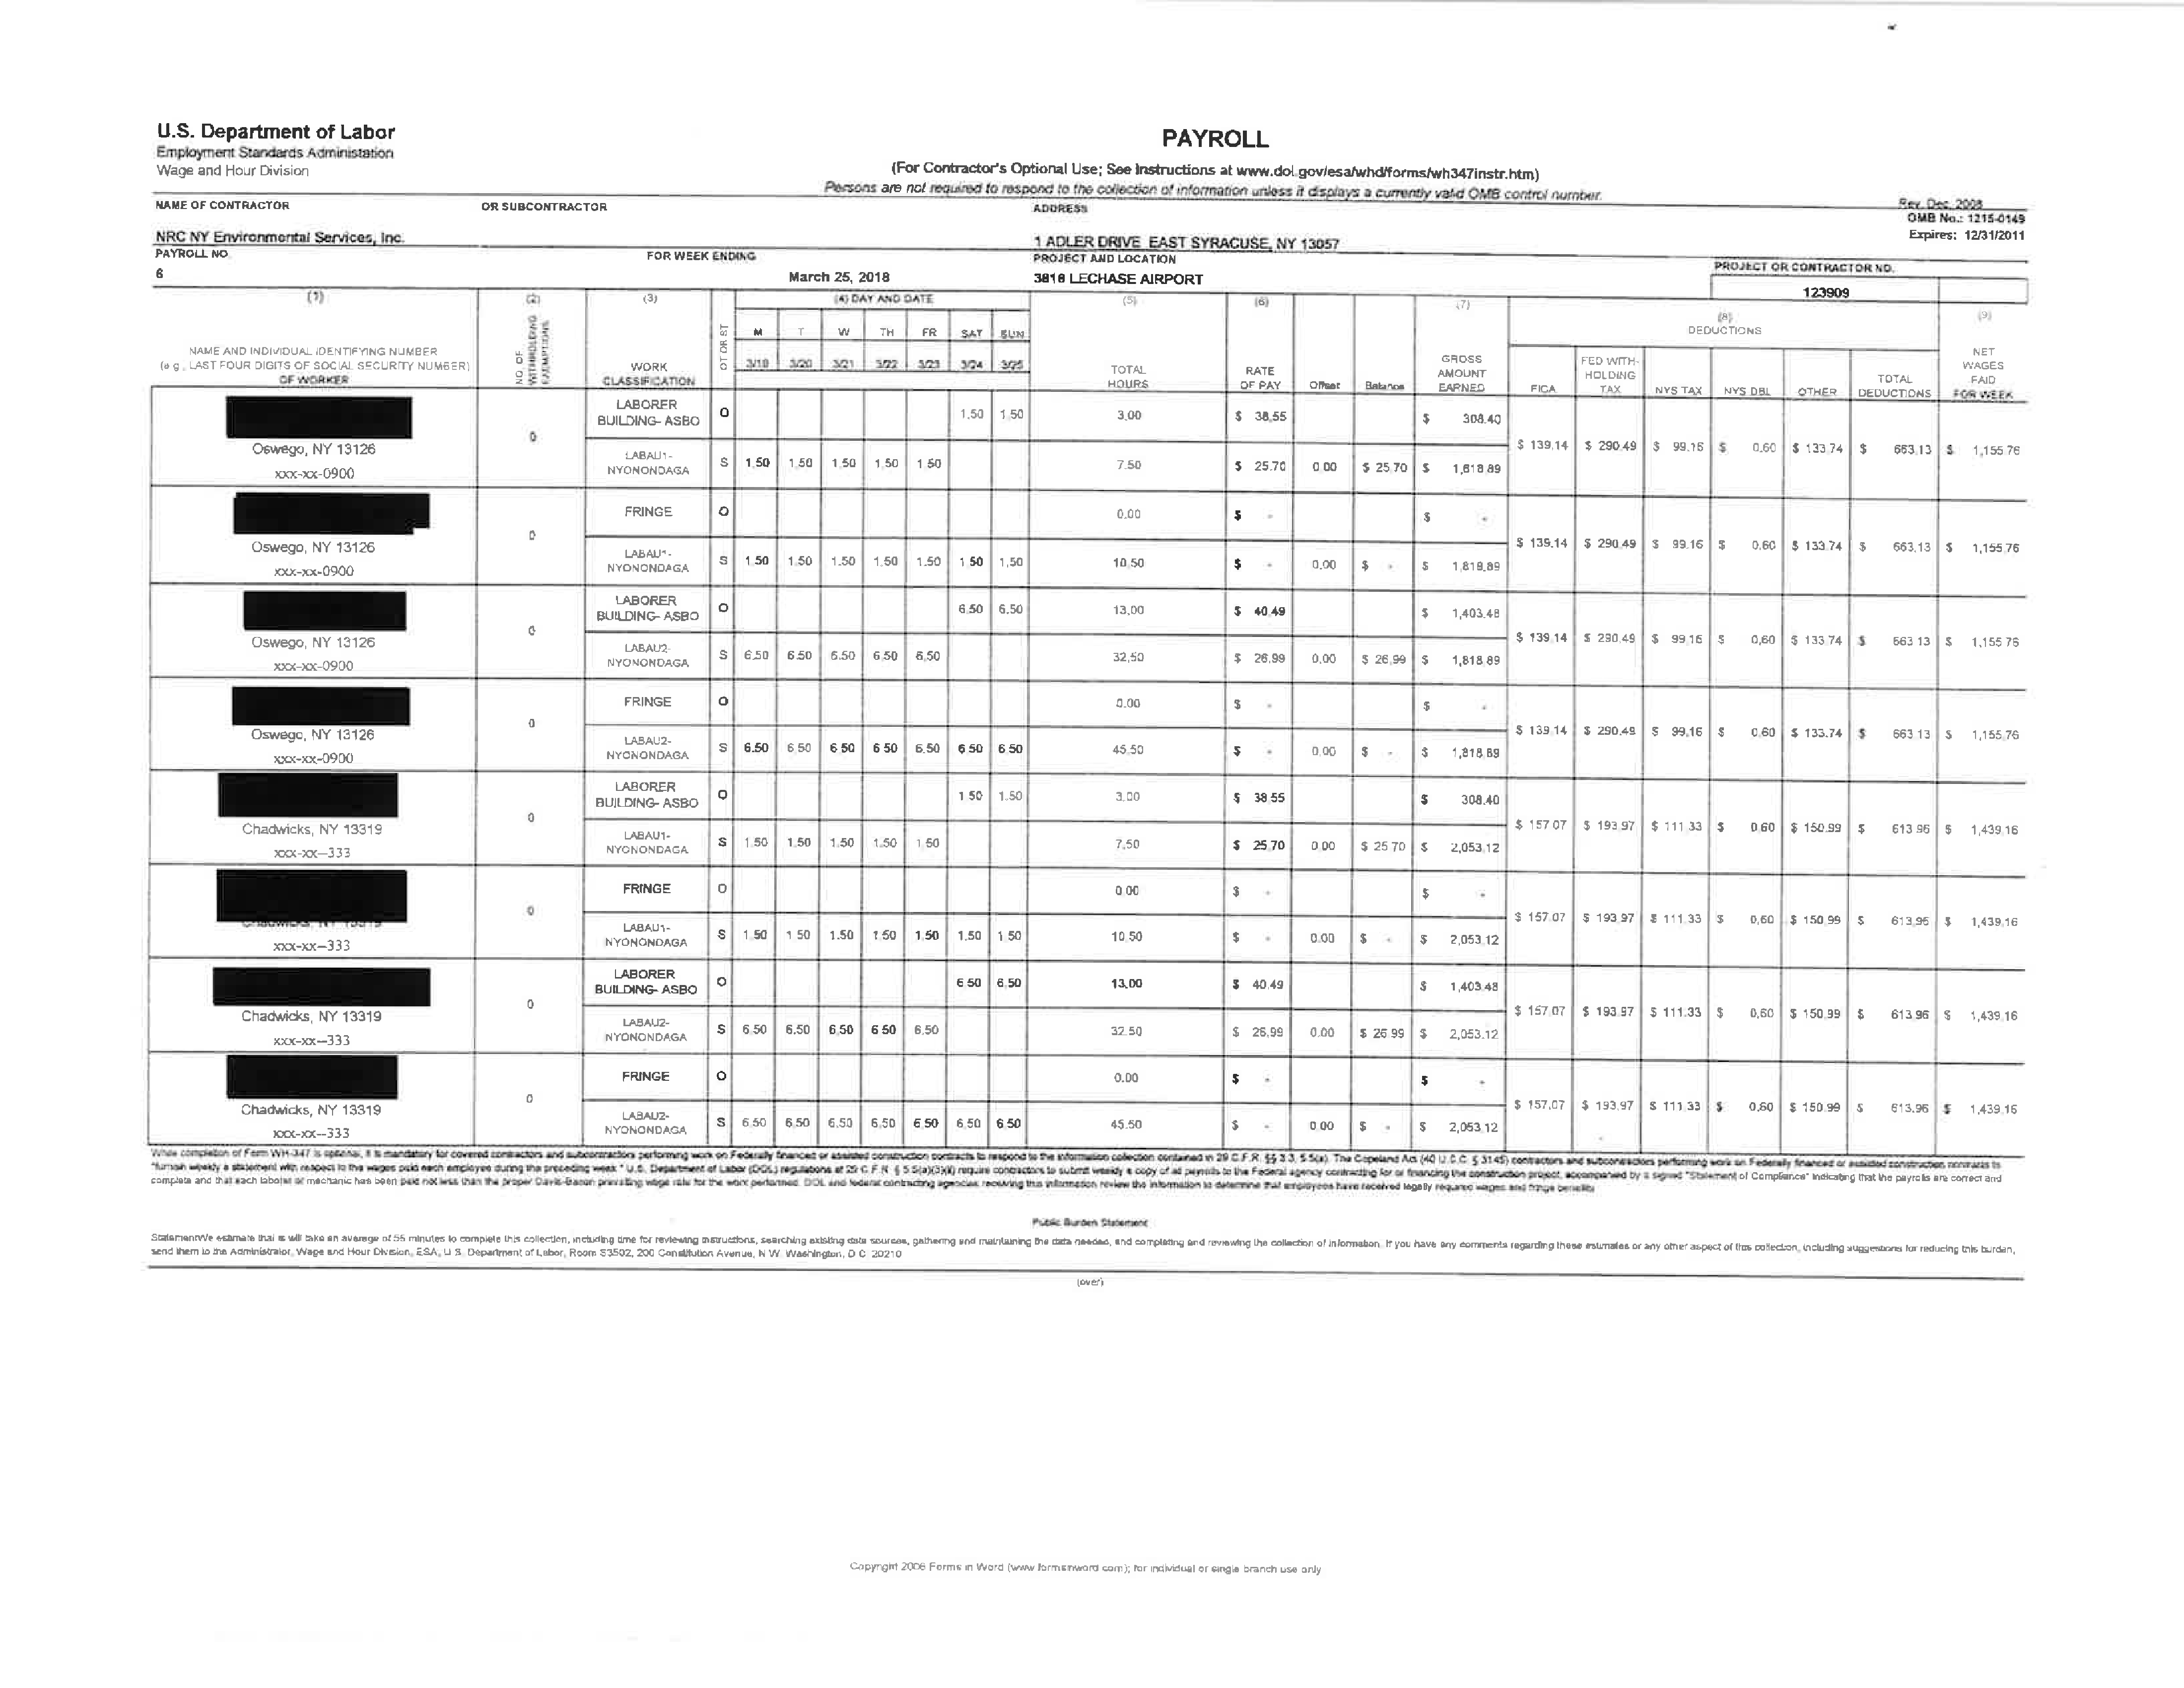 U.S. Department of Labor
Employment Standards Administation
Wage and Hour Division
PAYROLL
(For Contractor's Optional Use; See Instructions at www.dol.gov/esa/whd/forms/wh347instr.htm)
Persons are not required to respond to the collection of information unless it displays a currently valid OMB control number.
Rev. Dec. 2008
OMB No.: 1215-0149
Expires: 12/31/2011
NAME OF CONTRACTOR OR SUBCONTRACTOR ADDRESS
NRC NY Environmental Services, Inc. 1 ADLER DRIVE EAST SYRACUSE, NY 13057
PAYROLL NO. FOR WEEK ENDING PROJECT AND LOCATION PROJECT OR CONTRACTOR NO.
6 March 25, 2018 3818 LECHASE AIRPORT 123909
(1) (2) (3) (4) DAY AND DATE (5) (6) (7) (8) (9)
NAME AND INDIVIDUAL IDENTIFYING NUMBER
(e.g., LAST FOUR DIGITS OF SOCIAL SECURITY NUMBER)
OF WORKER
NO. OF WITHHOLDING EXEMPTIONS
WORK CLASSIFICATION
OT OR ST
M T W TH FR SAT SUN
3/19 3/20 3/21 3/22 3/23 3/24 3/25
TOTAL HOURS
RATE OF PAY Offset Balance
GROSS AMOUNT EARNED
DEDUCTIONS
FICA FED WITH-HOLDING TAX NYS TAX NYS DBL OTHER TOTAL DEDUCTIONS
NET WAGES PAID FOR WEEK
LABORER BUILDING- ASBO O 1.50 1.50 3.00 $ 38.55 $ 308.40
Oswego, NY 13126 0 $ 139.14 $ 290.49 $ 99.16 $ 0.60 $ 133.74 $ 663.13 $ 1,155.76
xxx-xx-0900 LABAU1-NYONONDAGA S 1.50 1.50 1.50 1.50 1.50 7.50 $ 25.70 0.00 $ 25.70 $ 1,818.89
FRINGE O 0.00 $ - $ -
Oswego, NY 13126 0 $ 139.14 $ 290.49 $ 99.16 $ 0.60 $ 133.74 $ 663.13 $ 1,155.76
xxx-xx-0900 LABAU1-NYONONDAGA S 1.50 1.50 1.50 1.50 1.50 1.50 1.50 10.50 $ - 0.00 $ - $ 1,818.89
LABORER BUILDING- ASBO O 6.50 6.50 13.00 $ 40.49 $ 1,403.48
Oswego, NY 13126 0 $ 139.14 $ 290.49 $ 99.16 $ 0.60 $ 133.74 $ 663.13 $ 1,155.76
xxx-xx-0900 LABAU2-NYONONDAGA S 6.50 6.50 6.50 6.50 6.50 32.50 $ 26.99 0.00 $ 26.99 $ 1,818.89
FRINGE O 0.00 $ - $ -
Oswego, NY 13126 0 $ 139.14 $ 290.49 $ 99.16 $ 0.60 $ 133.74 $ 663.13 $ 1,155.76
xxx-xx-0900 LABAU2-NYONONDAGA S 6.50 6.50 6.50 6.50 6.50 6.50 6.50 45.50 $ - 0.00 $ - $ 1,818.89
LABORER BUILDING- ASBO O 1.50 1.50 3.00 $ 38.55 $ 308.40
Chadwicks, NY 13319 0 $ 157.07 $ 193.97 $ 111.33 $ 0.60 $ 150.99 $ 613.96 $ 1,439.16
xxx-xx--333 LABAU1-NYONONDAGA S 1.50 1.50 1.50 1.50 1.50 7.50 $ 25.70 0.00 $ 25.70 $ 2,053.12
FRINGE O 0.00 $ - $ -
0 $ 157.07 $ 193.97 $ 111.33 $ 0.60 $ 150.99 $ 613.96 $ 1,439.16
xxx-xx--333 LABAU1-NYONONDAGA S 1.50 1.50 1.50 1.50 1.50 1.50 1.50 10.50 $ - 0.00 $ - $ 2,053.12
LABORER BUILDING- ASBO O 6.50 6.50 13.00 $ 40.49 $ 1,403.48
Chadwicks, NY 13319 0 $ 157.07 $ 193.97 $ 111.33 $ 0.60 $ 150.99 $ 613.96 $ 1,439.16
xxx-xx--333 LABAU2-NYONONDAGA S 6.50 6.50 6.50 6.50 6.50 32.50 $ 26.99 0.00 $ 26.99 $ 2,053.12
FRINGE O 0.00 $ - $ -
Chadwicks, NY 13319 0 $ 157.07 $ 193.97 $ 111.33 $ 0.60 $ 150.99 $ 613.96 $ 1,439.16
xxx-xx--333 LABAU2-NYONONDAGA S 6.50 6.50 6.50 6.50 6.50 6.50 6.50 45.50 $ - 0.00 $ - $ 2,053.12
While completion of Form WH-347 is optional, it is mandatory for covered contractors and subcontractors performing work on Federally financed or assisted construction contracts to respond to the information collection contained in 29 C.F.R. §§ 3.3, 5.5(a). The Copeland Act (40 U.S.C. § 3145) contractors and subcontractors performing work on Federally financed or assisted construction contracts to
"furnish weekly a statement with respect to the wages paid each employee during the preceding week." U.S. Department of Labor (DOL) regulations at 29 C.F.R. § 5.5(a)(3)(ii) require contractors to submit weekly a copy of all payrolls to the Federal agency contracting for or financing the construction project, accompanied by a signed "Statement of Compliance" indicating that the payrolls are correct and
complete and that each laborer or mechanic has been paid not less than the proper Davis-Bacon prevailing wage rate for the work performed. DOL and federal contracting agencies receiving this information review the information to determine that employees have received legally required wages and fringe benefits
Public Burden Statement
StatementWe estimate that is will take an average of 55 minutes to complete this collection, including time for reviewing instructions, searching existing data sources, gathering and maintaining the data needed, and completing and reviewing the collection of information. If you have any comments regarding these estimates or any other aspect of this collection, including suggestions for reducing this burden,
send them to the Administrator, Wage and Hour Division, ESA, U.S. Department of Labor, Room S3502, 200 Constitution Avenue, N.W. Washington, D.C. 20210
(over)
Copyright 2006 Forms in Word (www.formsinword.com); for individual or single branch use only